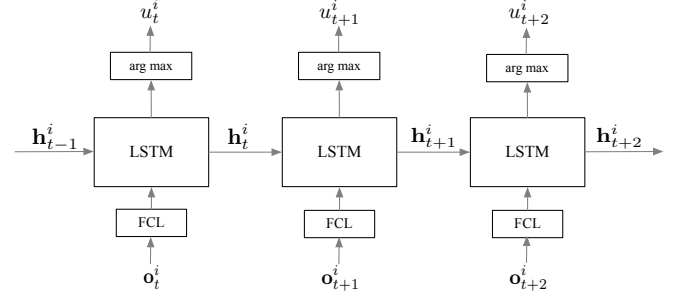 u_t^i u_{t+1}^i u_{t+2}^i
arg max arg max arg max
h_{t-1}^i LSTM h_t^i LSTM h_{t+1}^i LSTM h_{t+2}^i
FCL FCL FCL
o_t^i o_{t+1}^i o_{t+2}^i